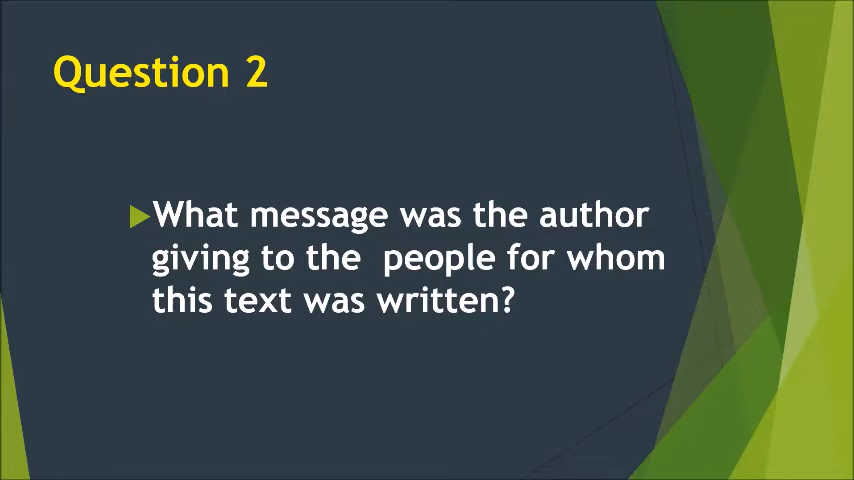 Question 2
What message was the author
giving to the  people for whom
this text was written?